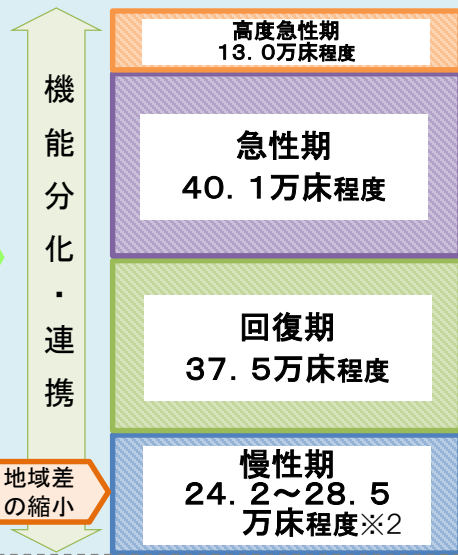 機能分化・連携
高度急性期
13.0万床程度
急性期
40.1万床程度
回復期
37.5万床程度
地域差
の縮小
慢性期
24.2～28.5
万床程度※2